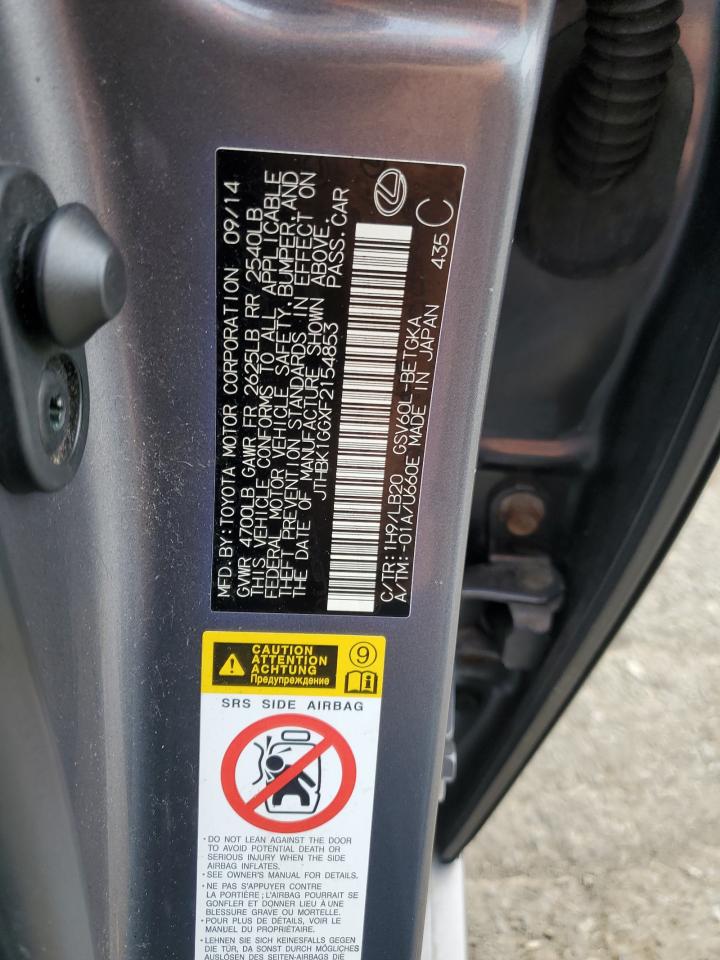 MFD.BY:TOYOTA MOTOR CORPORATION 09/14
GVWR 4700LB GAWR FR 2625LB RR 2540LB
THIS VEHICLE CONFORMS TO ALL APPLICABLE
FEDERAL MOTOR VEHICLE SAFETY, BUMPER, AND
THEFT PREVENTION STANDARDS IN EFFECT ON
THE DATE OF MANUFACTURE SHOWN ABOVE.
JTHBK1GGXF2154853 PASS.CAR
C/TR:1H9/LB20 GSV60L-BETGKA
A/TM:-01A/U660E MADE IN JAPAN 435 C
CAUTION
ATTENTION
ACHTUNG
Предупреждение
9
SRS SIDE AIRBAG
• DO NOT LEAN AGAINST THE DOOR
TO AVOID POTENTIAL DEATH OR
SERIOUS INJURY WHEN THE SIDE
AIRBAG INFLATES.
• SEE OWNER'S MANUAL FOR DETAILS.
• NE PAS S'APPUYER CONTRE
LA PORTIÈRE ; L'AIRBAG POURRAIT SE
GONFLER ET DONNER LIEU À UNE
BLESSURE GRAVE OU MORTELLE.
• POUR PLUS DE DÉTAILS, VOIR LE
MANUEL DU PROPRIÉTAIRE.
• LEHNEN SIE SICH KEINESFALLS GEGEN
DIE TÜR, DA SONST DURCH MÖGLICHES
AUSLÖSEN DES SEITEN-AIRBAGS DIE